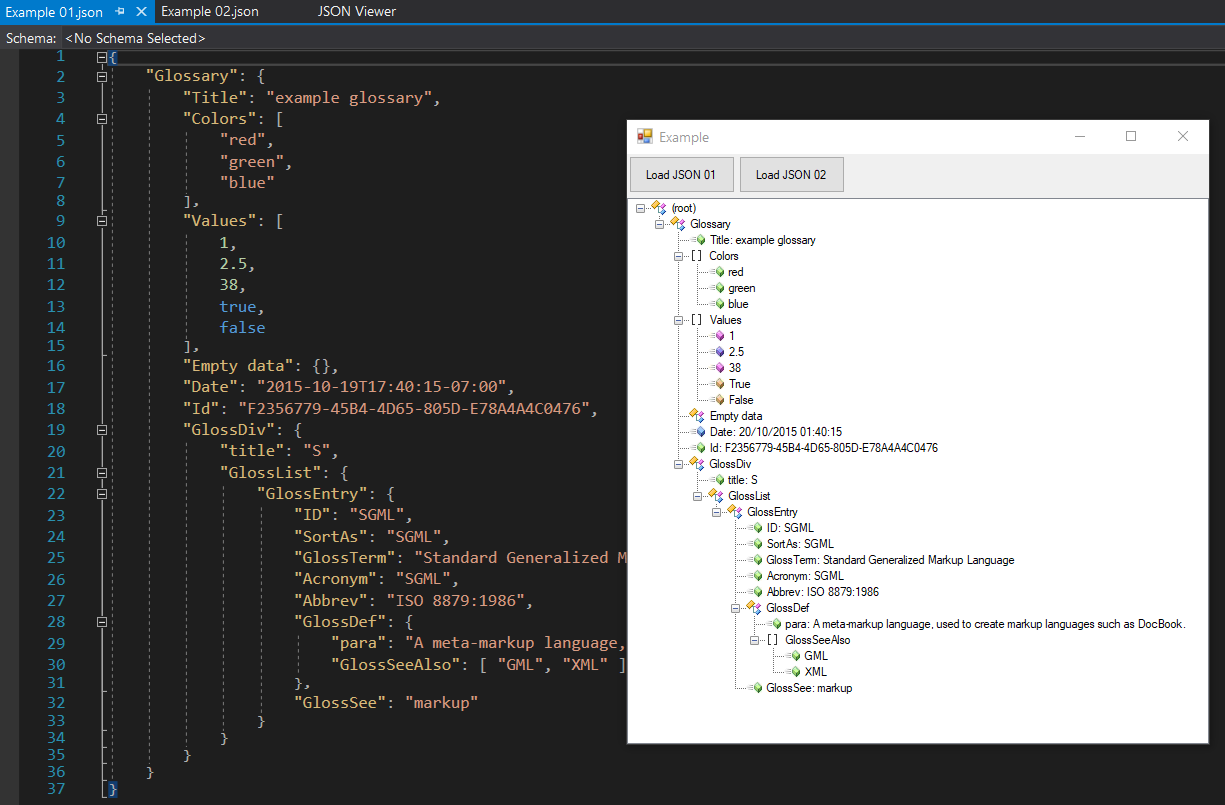 Example 01.json
Example 02.json
JSON Viewer
Schema: <No Schema Selected>
1 {
2 "Glossary": {
3 "Title": "example glossary",
4 "Colors": [
5 "red",
6 "green",
7 "blue"
8 ],
9 "Values": [
10 1,
11 2.5,
12 38,
13 true,
14 false
15 ],
16 "Empty data": {},
17 "Date": "2015-10-19T17:40:15-07:00",
18 "Id": "F2356779-45B4-4D65-805D-E78A4A4C0476",
19 "GlossDiv": {
20 "title": "S",
21 "GlossList": {
22 "GlossEntry": {
23 "ID": "SGML",
24 "SortAs": "SGML",
25 "GlossTerm": "Standard Generalized M
26 "Acronym": "SGML",
27 "Abbrev": "ISO 8879:1986",
28 "GlossDef": {
29 "para": "A meta-markup language,
30 "GlossSeeAlso": [ "GML", "XML" ]
31 },
32 "GlossSee": "markup"
33 }
34 }
35 }
36 }
37 }
Example
Load JSON 01
Load JSON 02
(root)
Glossary
Title: example glossary
[ ] Colors
red
green
blue
[ ] Values
1
2.5
38
True
False
Empty data
Date: 20/10/2015 01:40:15
Id: F2356779-45B4-4D65-805D-E78A4A4C0476
GlossDiv
title: S
GlossList
GlossEntry
ID: SGML
SortAs: SGML
GlossTerm: Standard Generalized Markup Language
Acronym: SGML
Abbrev: ISO 8879:1986
GlossDef
para: A meta-markup language, used to create markup languages such as DocBook.
[ ] GlossSeeAlso
GML
XML
GlossSee: markup